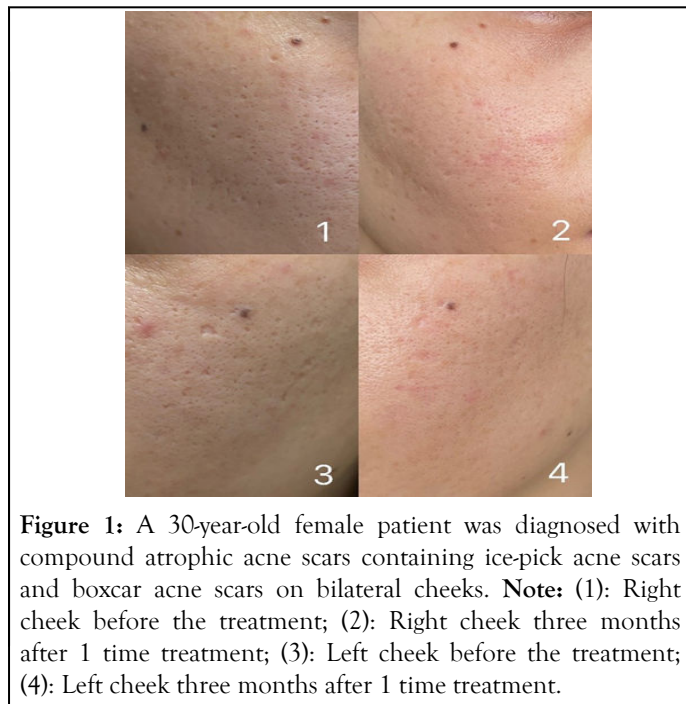 1
2
3
4
Figure 1: A 30-year-old female patient was diagnosed with
compound atrophic acne scars containing ice-pick acne scars
and boxcar acne scars on bilateral cheeks. Note: (1): Right
cheek before the treatment; (2): Right cheek three months
after 1 time treatment; (3): Left cheek before the treatment;
(4): Left cheek three months after 1 time treatment.